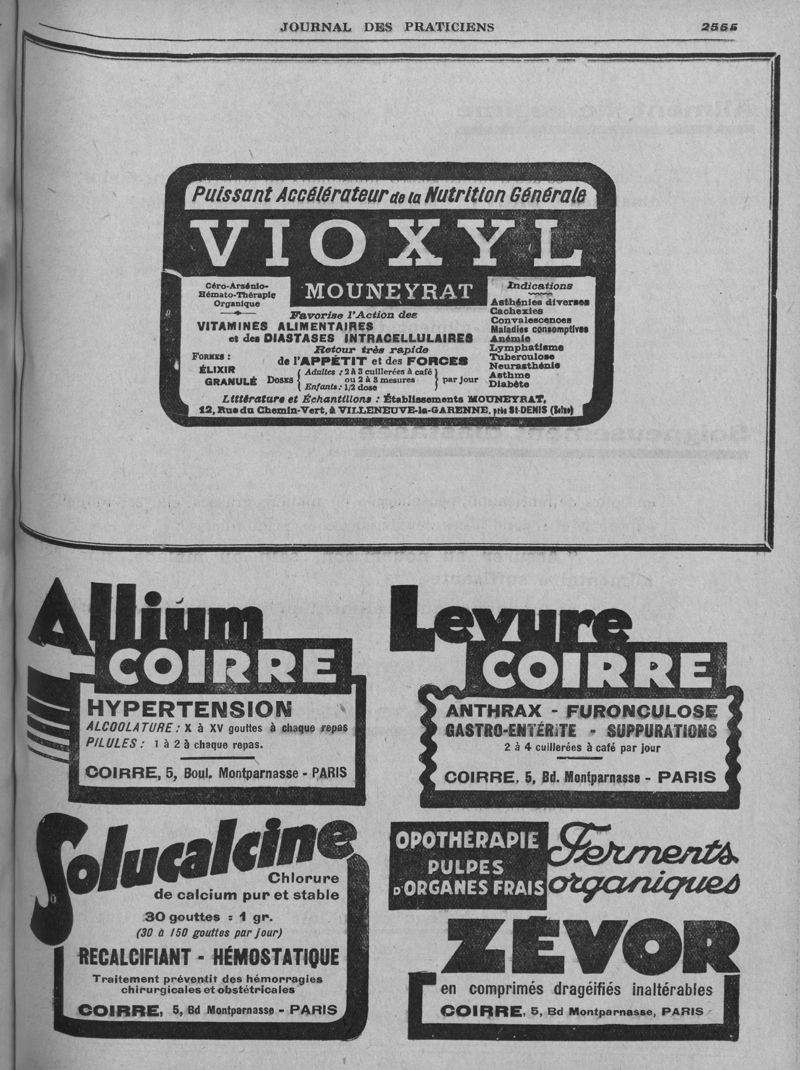 JOURNAL DES PRATICIENS
2555
Puissant Accélérateur de la Nutrition Générale
VIOXYL
MOUNEYRAT
Céro-Arsénio-
Hémato-Thérapie
Organique
Favorise l'Action des
VITAMINES ALIMENTAIRES
et des DIASTASES INTRACELLULAIRES
Retour très rapide
de l'APPÉTIT et des FORCES
FORMES :
ÉLIXIR
GRANULÉ
DOSES
Adultes : 2 à 3 cuillerées à café
ou 2 à 3 mesures
Enfants : 1/2 dose
par jour
Indications
Asthénies diverses
Cachexies
Convalescences
Maladies consomptives
Anémie
Lymphatisme
Tuberculose
Neurasthénie
Asthme
Diabète
Littérature et Échantillons : Établissements MOUNEYRAT,
12, Rue du Chemin-Vert, à VILLENEUVE-la-GARENNE, près St-DENIS (Seine)
Allium
COIRRE
HYPERTENSION
ALCOOLATURE : X à XV gouttes à chaque repas
PILULES : 1 à 2 à chaque repas.
COIRRE, 5, Boul. Montparnasse - PARIS
Levure
COIRRE
ANTHRAX - FURONCULOSE
GASTRO-ENTÉRITE - SUPPURATIONS
2 à 4 cuillerées à café par jour
COIRRE, 5, Bd. Montparnasse - PARIS
Solucalcine
Chlorure
de calcium pur et stable
30 gouttes = 1 gr.
(30 à 150 gouttes par jour)
RECALCIFIANT - HÉMOSTATIQUE
Traitement préventif des hémorragies
chirurgicales et obstétricales
COIRRE, 5, Bd Montparnasse - PARIS
OPOTHÉRAPIE
PULPES
D'ORGANES FRAIS
Ferments
organiques
ZÉVOR
en comprimés dragéifiés inaltérables
COIRRE, 5, Bd Montparnasse, PARIS